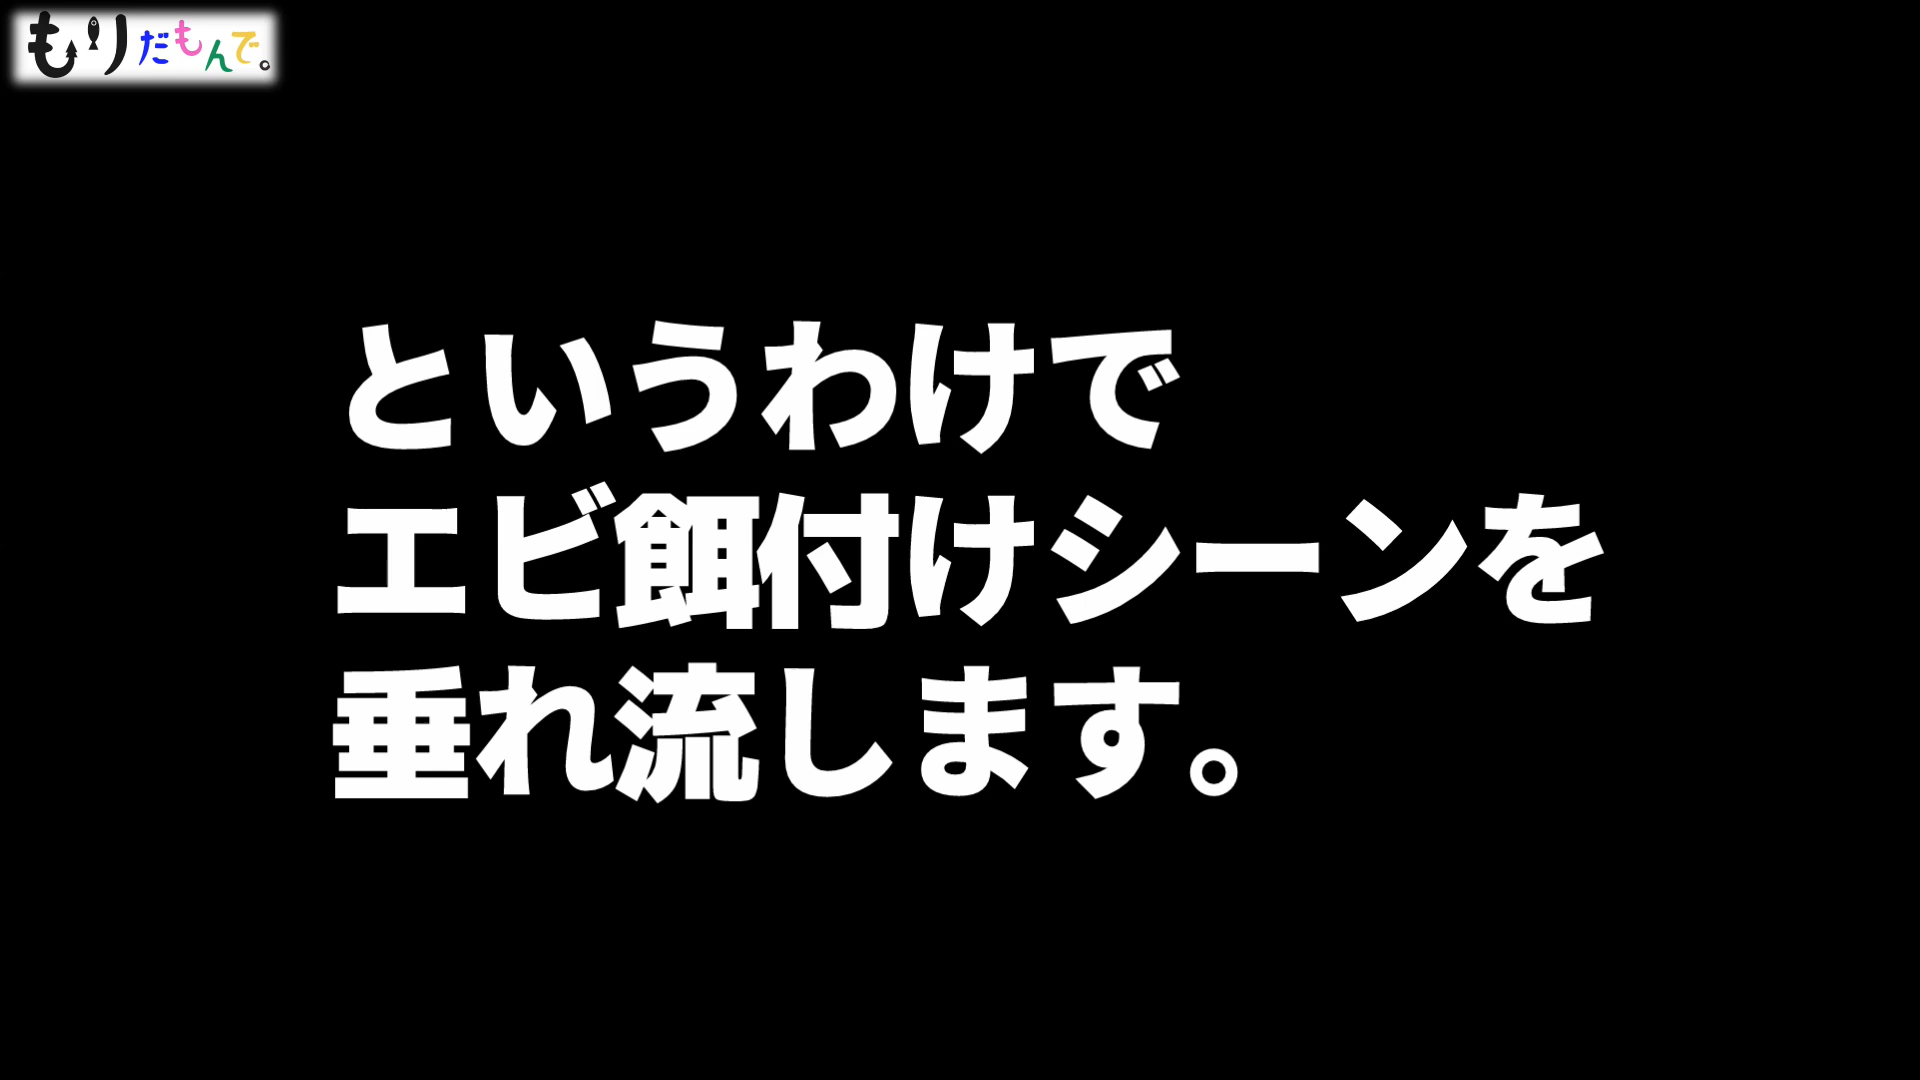 もりだもんで。
というわけで
エビ餌付けシーンを
垂れ流します。